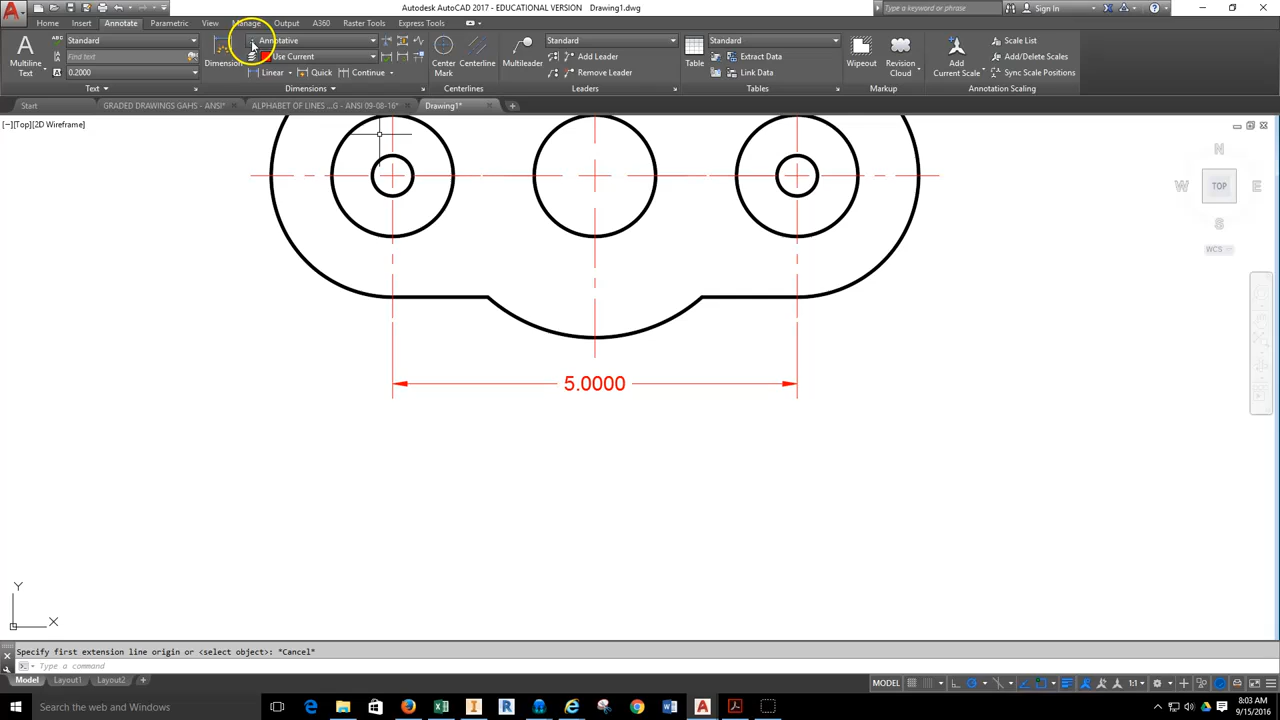 Autodesk AutoCAD 2017 - EDUCATIONAL VERSION Drawing1.dwg
Type a keyword or phrase
Sign In
Home Insert Annotate Parametric View Manage Output A360 Raster Tools Express Tools
Multiline Text
Standard
Find text
0.2000
Text
Dimension
Annotative
Use Current
Linear Quick Continue
Dimensions
Center Mark
Centerline
Centerlines
Multileader
Standard
Add Leader
Remove Leader
Leaders
Table
Standard
Extract Data
Link Data
Tables
Wipeout
Revision Cloud
Markup
Add Current Scale
Scale List
Add/Delete Scales
Sync Scale Positions
Annotation Scaling
Start GRADED DRAWINGS GAHS - ANSI* ALPHABET OF LINES ...G - ANSI 09-08-16* Drawing1*
[−][Top][2D Wireframe]
N
W TOP E
S
WCS
5.0000
Y
X
Specify first extension line origin or <select object>: *Cancel*
Type a command
Model Layout1 Layout2
MODEL
1:1
Search the web and Windows
8:03 AM
9/15/2016